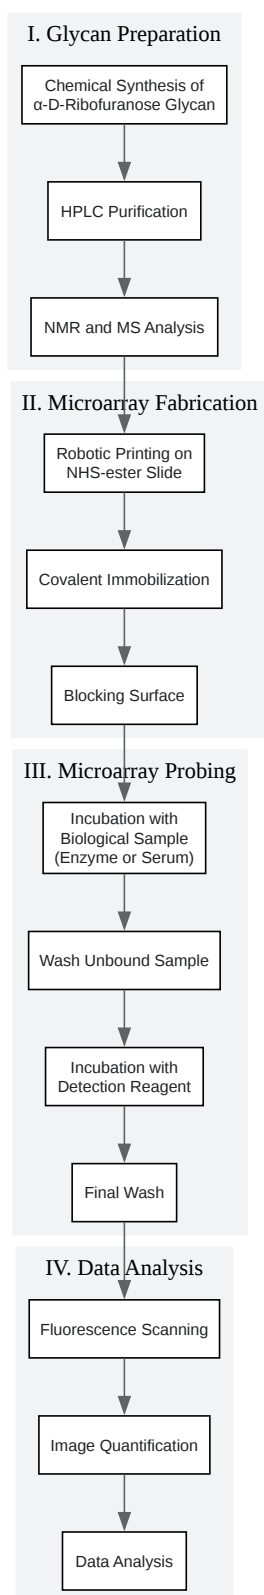 I. Glycan Preparation
Chemical Synthesis of
α-D-Ribofuranose Glycan
HPLC Purification
NMR and MS Analysis
II. Microarray Fabrication
Robotic Printing on
NHS-ester Slide
Covalent Immobilization
Blocking Surface
III. Microarray Probing
Incubation with
Biological Sample
(Enzyme or Serum)
Wash Unbound Sample
Incubation with
Detection Reagent
Final Wash
IV. Data Analysis
Fluorescence Scanning
Image Quantification
Data Analysis